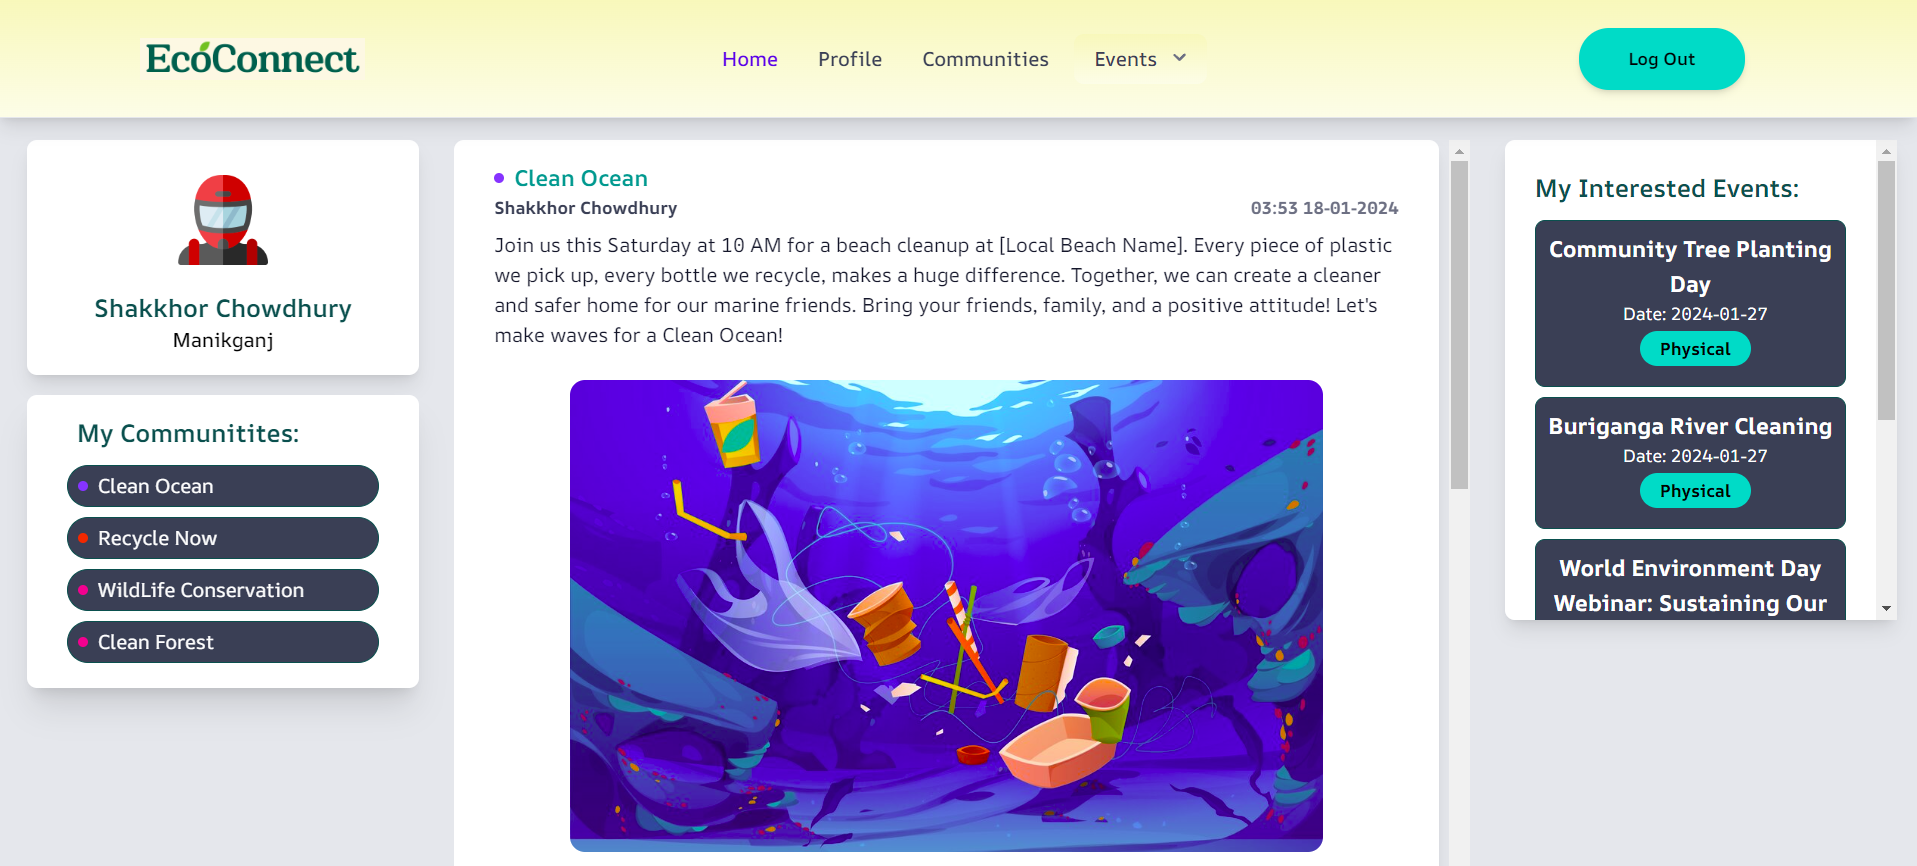 EcoConnect
Home
Profile
Communities
Events
Log Out
Shakkhor Chowdhury
Manikganj
My Communitites:
Clean Ocean
Recycle Now
WildLife Conservation
Clean Forest
Clean Ocean
Shakkhor Chowdhury
03:53 18-01-2024
Join us this Saturday at 10 AM for a beach cleanup at [Local Beach Name]. Every piece of plastic
we pick up, every bottle we recycle, makes a huge difference. Together, we can create a cleaner
and safer home for our marine friends. Bring your friends, family, and a positive attitude! Let's
make waves for a Clean Ocean!
My Interested Events:
Community Tree Planting
Day
Date: 2024-01-27
Physical
Buriganga River Cleaning
Date: 2024-01-27
Physical
World Environment Day
Webinar: Sustaining Our